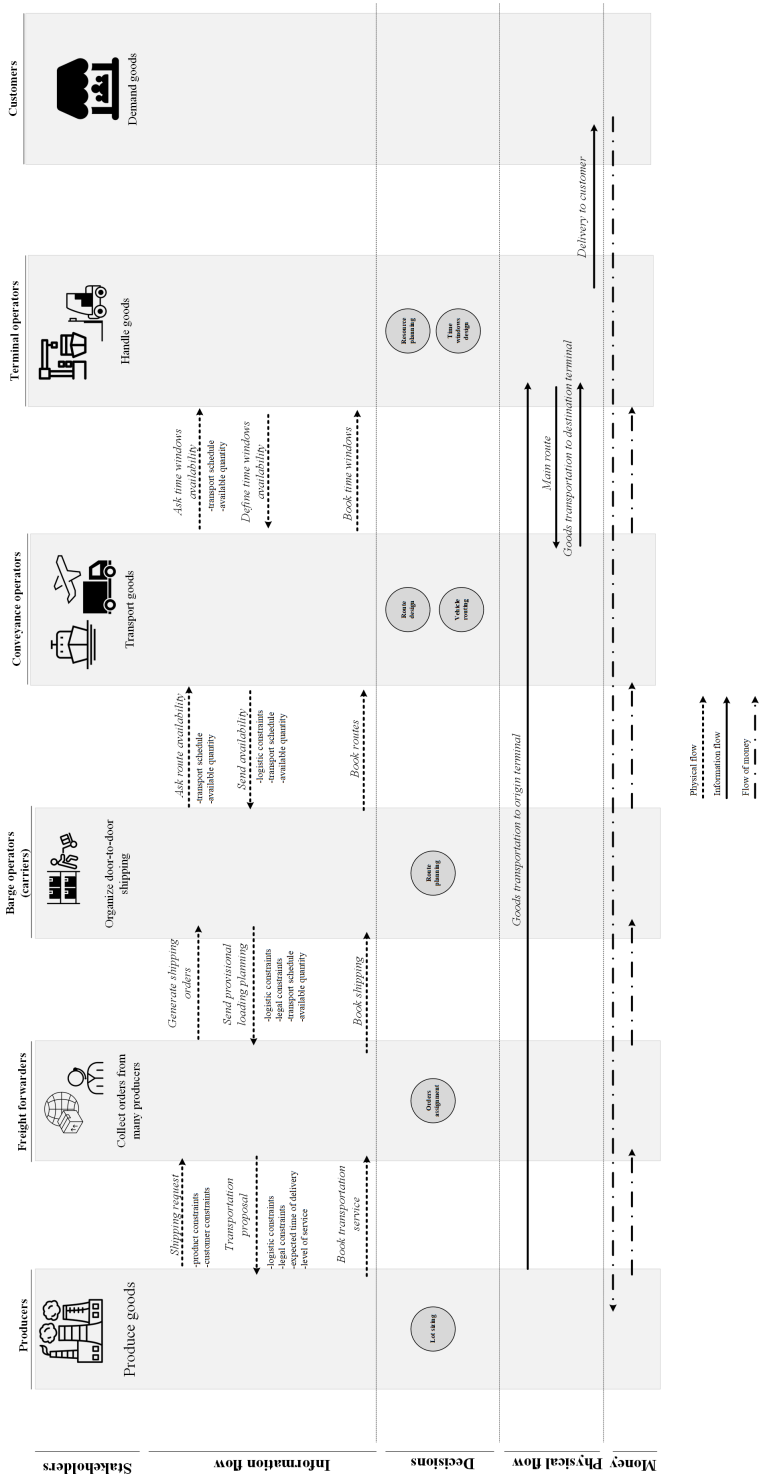 Stakeholders
Information flow
Decisions
Physical flow
Money
Producers
Produce goods
Lot sizing
Shipping request
-product constraints
-customer constraints
Transportation
proposal
-logistic constraints
-legal constraints
-expected time of delivery
-level of service
Book transportation
service
Freight forwarders
Collect orders from
many producers
Orders
assignment
Generate shipping
orders
Send provisional
loading planning
-logistic constraints
-legal constraints
-transport schedule
-available quantity
Book shipping
Barge operators
(carriers)
Organize door-to-door
shipping
Route
planning
Ask route availability
-transport schedule
-available quantity
Send availability
-logistic constraints
-transport schedule
-available quantity
Book routes
Conveyance operators
Transport goods
Route
design
Vehicle
routing
Ask time windows
availability
-transport schedule
-available quantity
Define time windows
availability
Book time windows
Terminal operators
Handle goods
Resource
planning
Time
windows
design
Customers
Demand goods
Goods transportation to origin terminal
Main route
Goods transportation to destination terminal
Delivery to customer
Physical flow
Information flow
Flow of money